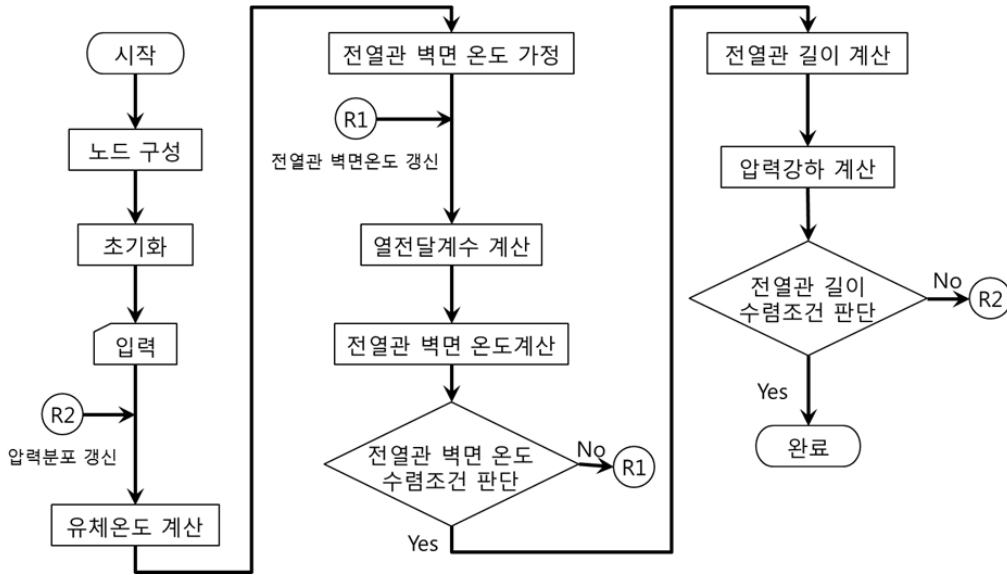 시작
노드 구성
초기화
입력
R2
압력분포 갱신
유체온도 계산
전열관 벽면 온도 가정
R1
전열관 벽면온도 갱신
열전달계수 계산
전열관 벽면 온도계산
전열관 벽면 온도
수렴조건 판단
No
R1
Yes
전열관 길이 계산
압력강하 계산
전열관 길이
수렴조건 판단
No
R2
Yes
완료